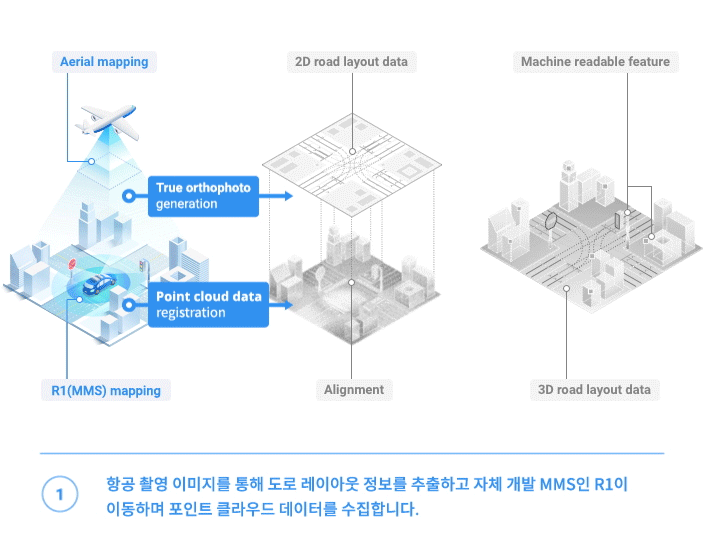 Aerial mapping
2D road layout data
Machine readable feature
True orthophoto
generation
Point cloud data
registration
R1(MMS) mapping
Alignment
3D road layout data
1
항공 촬영 이미지를 통해 도로 레이아웃 정보를 추출하고 자체 개발 MMS인 R1이
이동하며 포인트 클라우드 데이터를 수집합니다.